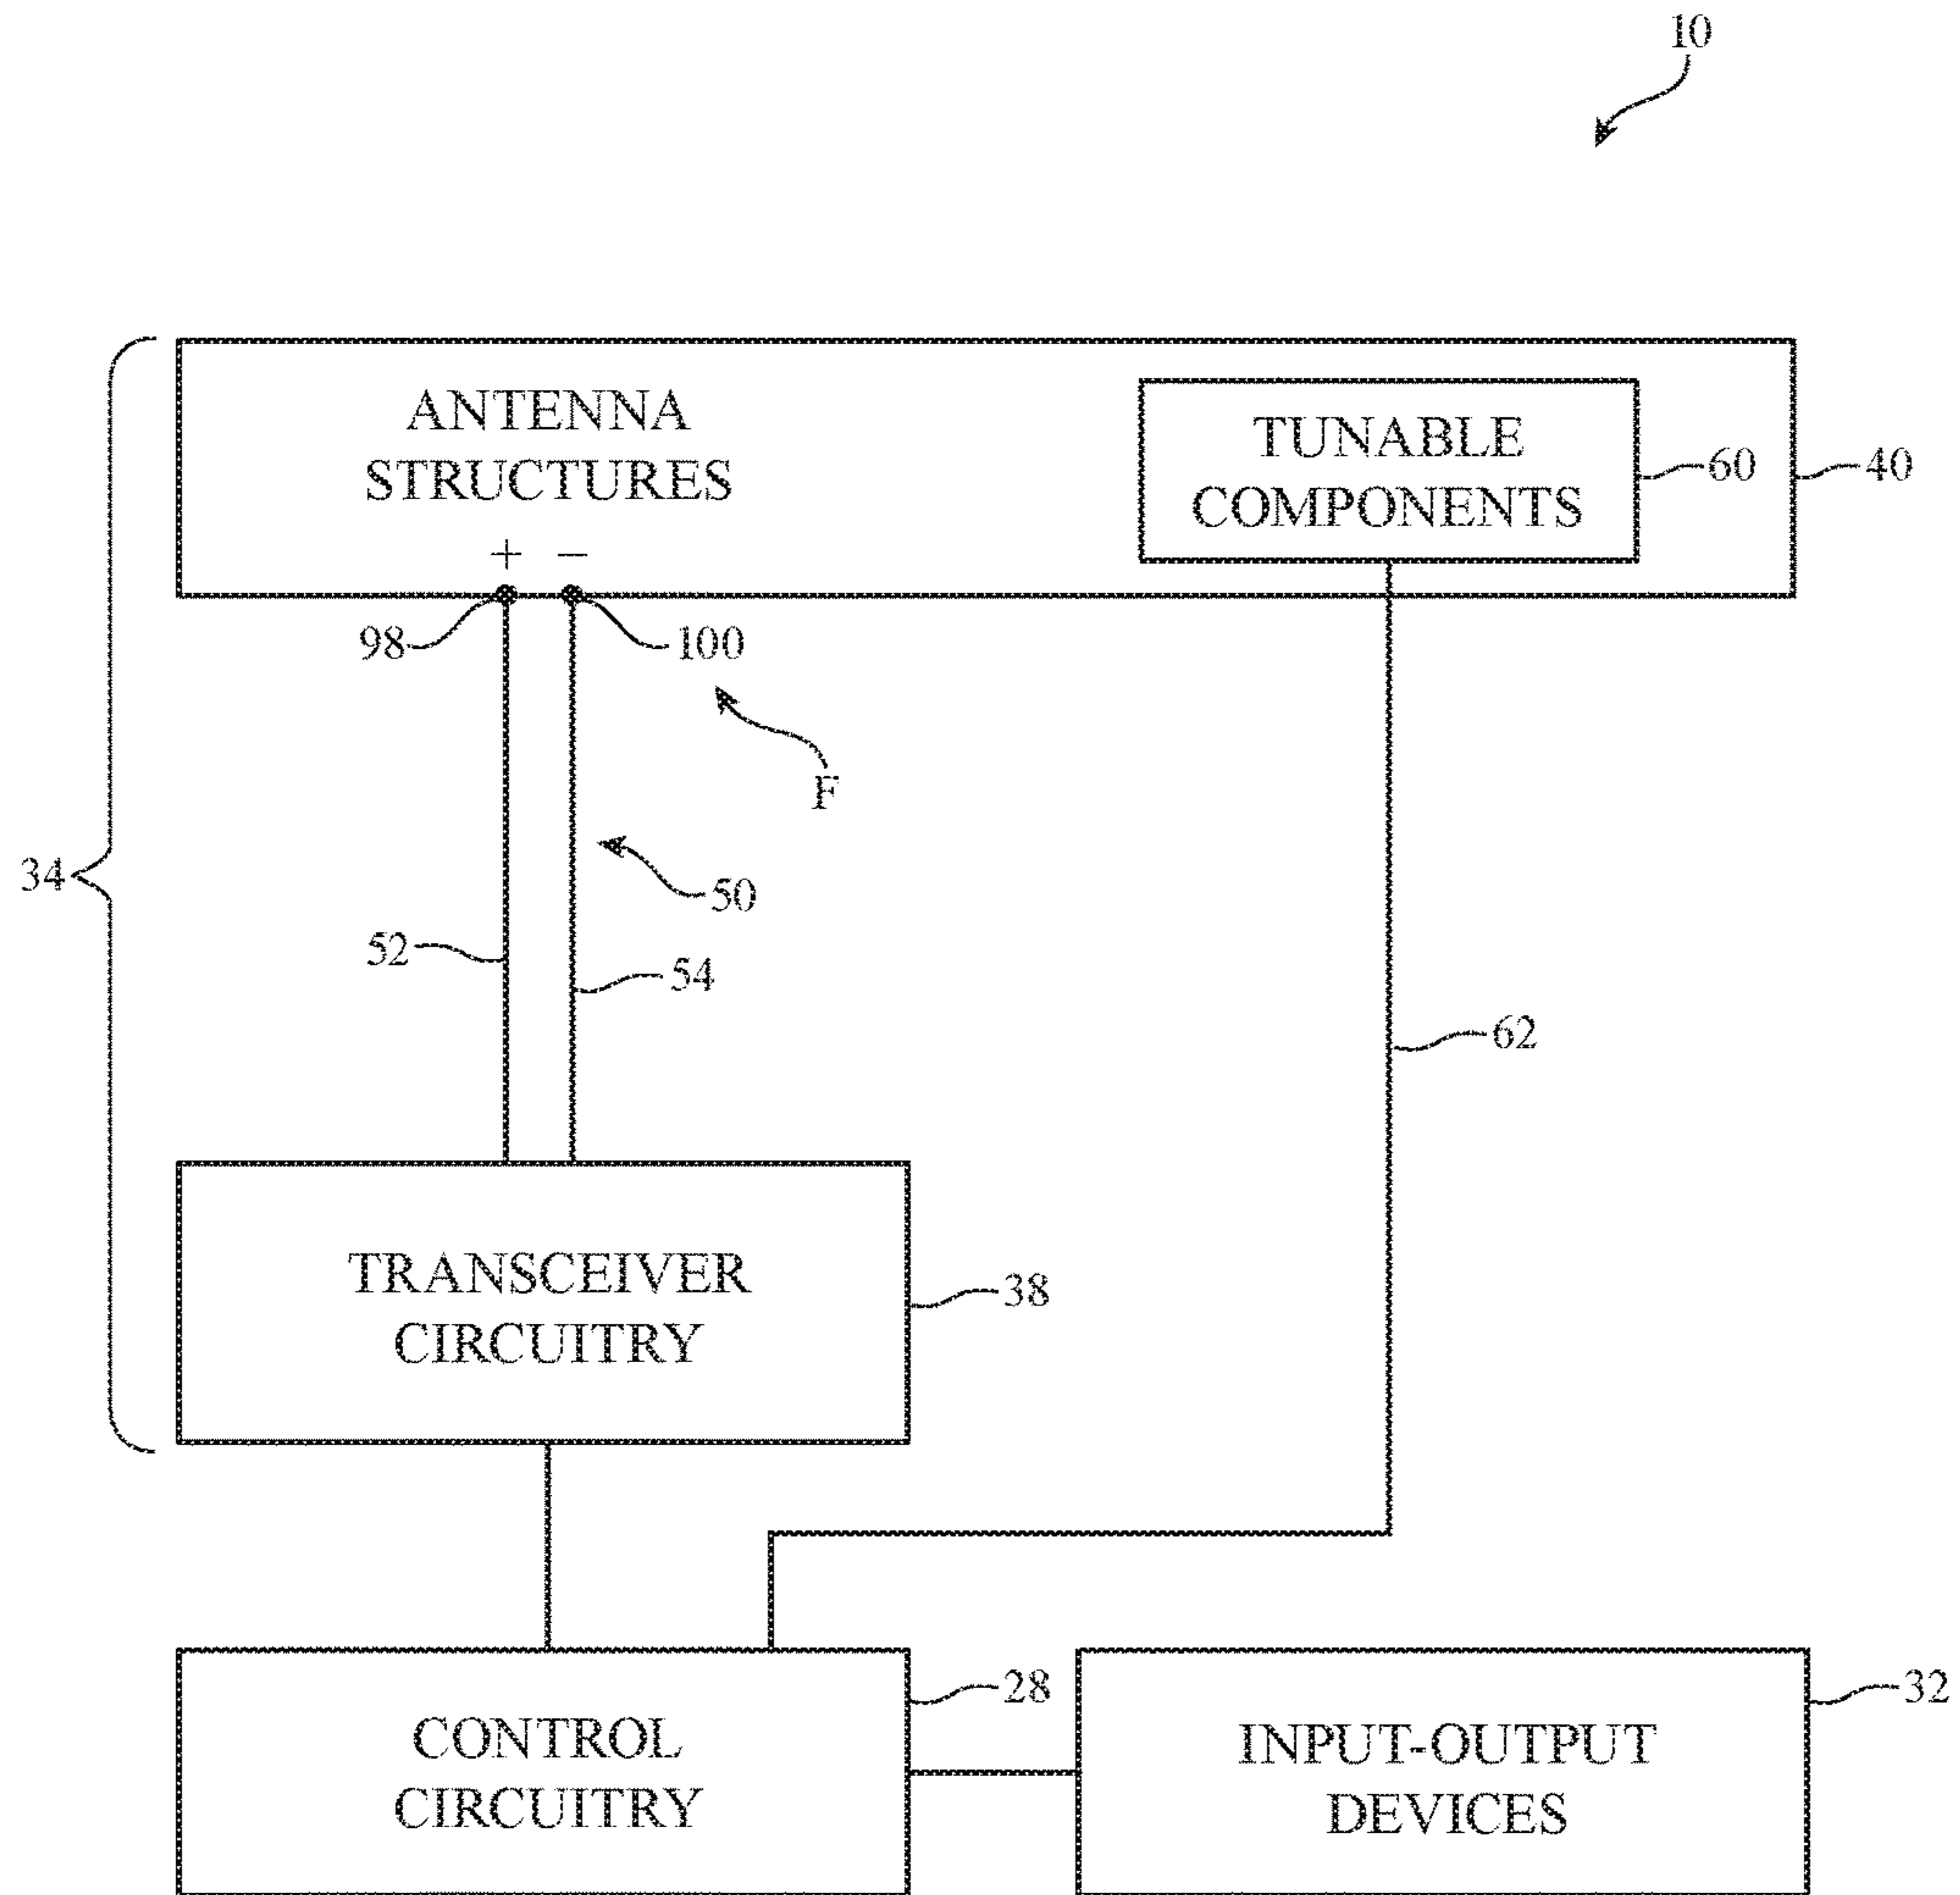 10
ANTENNA
STRUCTURES
+ −
TUNABLE
COMPONENTS
60
40
98
100
F
34
50
52
54
62
TRANSCEIVER
CIRCUITRY
38
CONTROL
CIRCUITRY
28
INPUT-OUTPUT
DEVICES
32